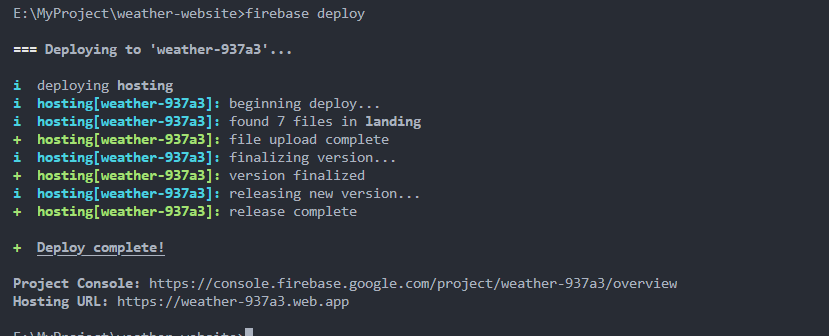 E:\MyProject\weather-website>firebase deploy
=== Deploying to 'weather-937a3'...
i deploying hosting
i hosting[weather-937a3]: beginning deploy...
i hosting[weather-937a3]: found 7 files in landing
+ hosting[weather-937a3]: file upload complete
i hosting[weather-937a3]: finalizing version...
+ hosting[weather-937a3]: version finalized
i hosting[weather-937a3]: releasing new version...
+ hosting[weather-937a3]: release complete
+ Deploy complete!
Project Console: https://console.firebase.google.com/project/weather-937a3/overview
Hosting URL: https://weather-937a3.web.app
E:\MyProject\weather-website>